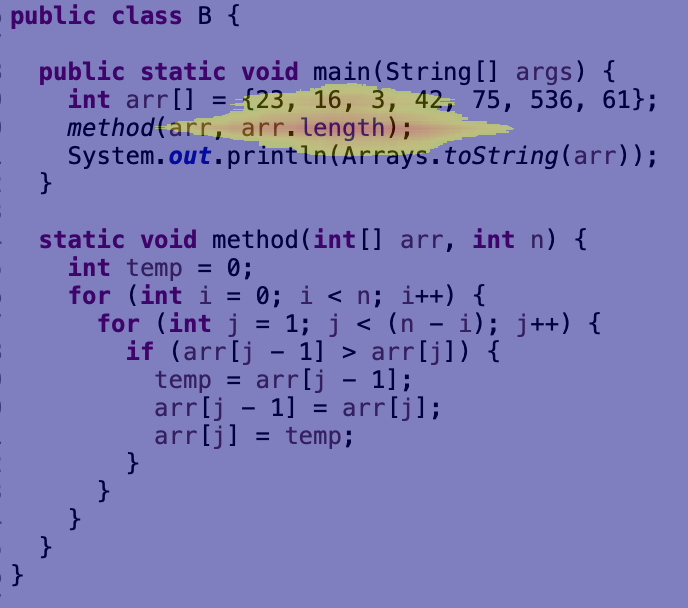 public class B {
public static void main(String[] args) {
int arr[] = {23, 16, 3, 42, 75, 536, 61};
method(arr, arr.length);
System.out.println(Arrays.toString(arr));
}
static void method(int[] arr, int n) {
int temp = 0;
for (int i = 0; i < n; i++) {
for (int j = 1; j < (n - i); j++) {
if (arr[j - 1] > arr[j]) {
temp = arr[j - 1];
arr[j - 1] = arr[j];
arr[j] = temp;
}
}
}
}
}